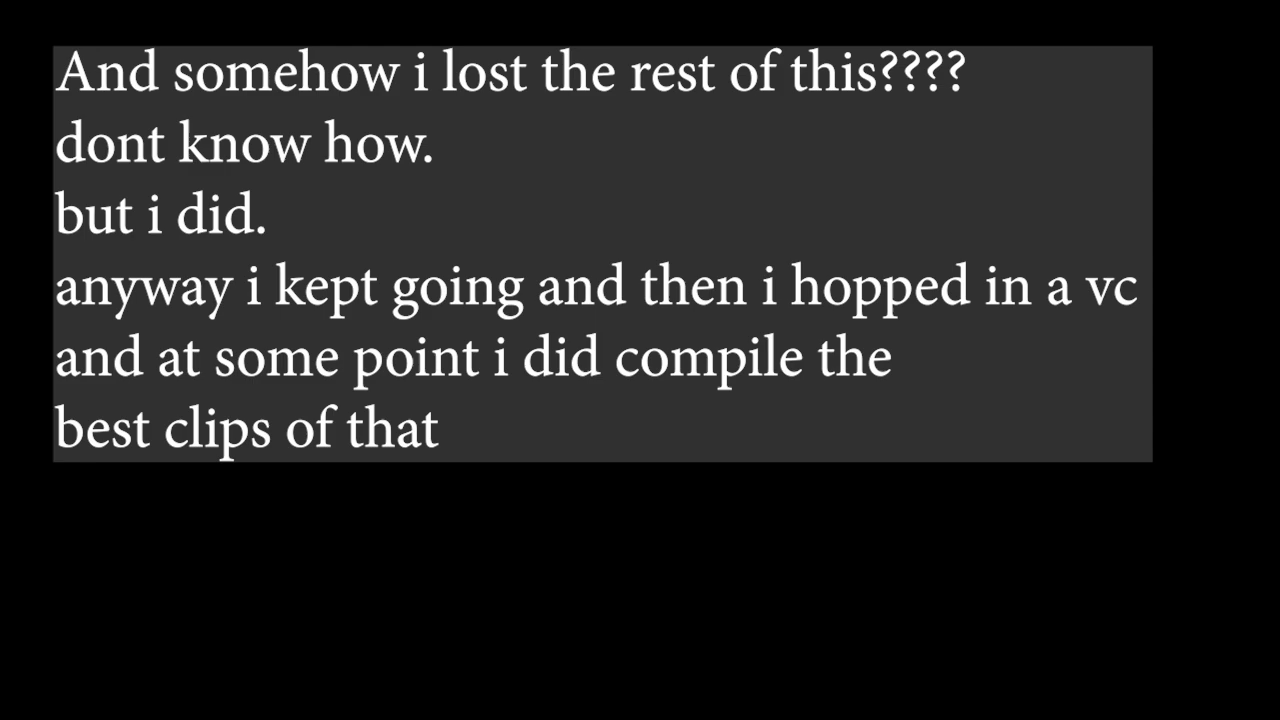 And somehow i lost the rest of this????
dont know how.
but i did.
anyway i kept going and then i hopped in a vc
and at some point i did compile the
best clips of that